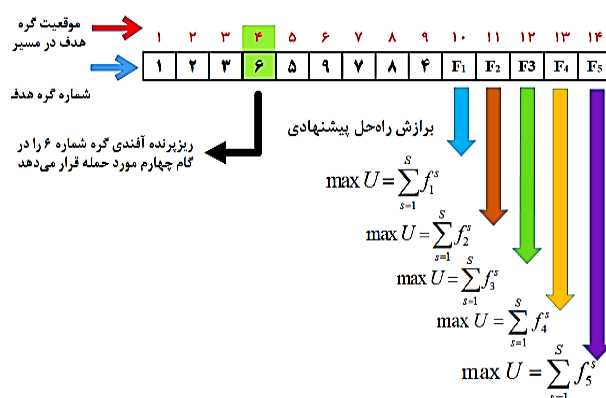 موقعیت گره
هدف در مسیر
۱ ۲ ۳ ۴ ۵ ۶ ۷ ۸ ۹ ۱۰ ۱۱ ۱۲ ۱۳ ۱۴
شماره گره هدف
۱ ۲ ۳ ۶ ۵ ۹ ۷ ۸ ۴ F₁ F₂ F3 F₄ F₅
برازش راه‌حل پیشنهادی
ریزپرنده آفندی گره شماره ۶ را در
گام چهارم مورد حمله قرار می‌دهد
max U = ∑_{s=1}^{S} f_1^s
max U = ∑_{s=1}^{S} f_2^s
max U = ∑_{s=1}^{S} f_3^s
max U = ∑_{s=1}^{S} f_4^s
max U = ∑_{s=1}^{S} f_5^s